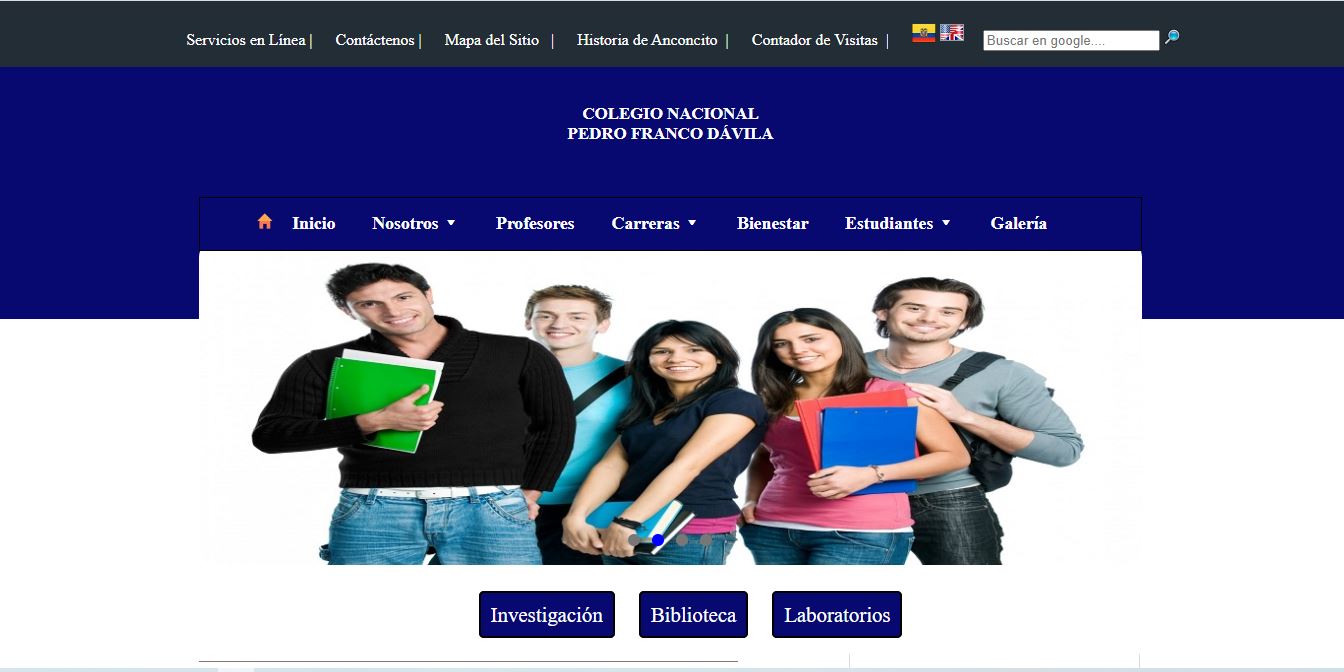 Servicios en Línea | Contáctenos | Mapa del Sitio | Historia de Anconcito | Contador de Visitas | Buscar en google....
COLEGIO NACIONAL
PEDRO FRANCO DÁVILA
Inicio Nosotros Profesores Carreras Bienestar Estudiantes Galería
Investigación Biblioteca Laboratorios